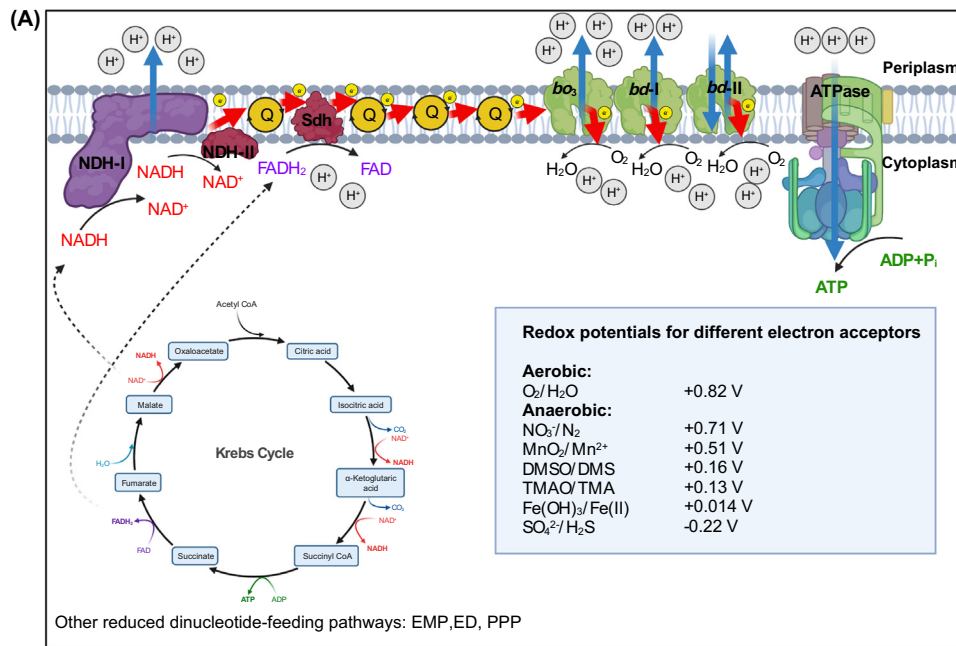 (A)
H⁺ H⁺ H⁺ H⁺
H⁺ H⁺ H⁺ H⁺
H⁺ H⁺ H⁺
H⁺ H⁺ H⁺
Periplasm
e e e e e e
bo₃ bd-I bd-II
ATPase
Q Sdh Q Q Q
NDH-I
NDH-II
Cytoplasm
NADH
NAD⁺
FADH₂
FAD
H⁺ H⁺
H₂O O₂
H₂O O₂
H₂O O₂
H⁺ H⁺ H⁺ H⁺ H⁺ H⁺
NADH
NAD⁺
ADP+Pᵢ
ATP
Acetyl CoA
Oxaloacetate
Citric acid
NADH
NAD⁺
Malate
Isocitric acid
CO₂
NAD⁺
NADH
Krebs Cycle
H₂O
α-Ketoglutaric
acid
Fumarate
CO₂
FADH₂
FAD
NAD⁺
NADH
Succinate
Succinyl CoA
ATP ADP
Redox potentials for different electron acceptors
Aerobic:
O₂/H₂O +0.82 V
Anaerobic:
NO₃⁻/N₂ +0.71 V
MnO₂/Mn²⁺ +0.51 V
DMSO/DMS +0.16 V
TMAO/TMA +0.13 V
Fe(OH)₃/Fe(II) +0.014 V
SO₄²⁻/H₂S -0.22 V
Other reduced dinucleotide-feeding pathways: EMP,ED, PPP